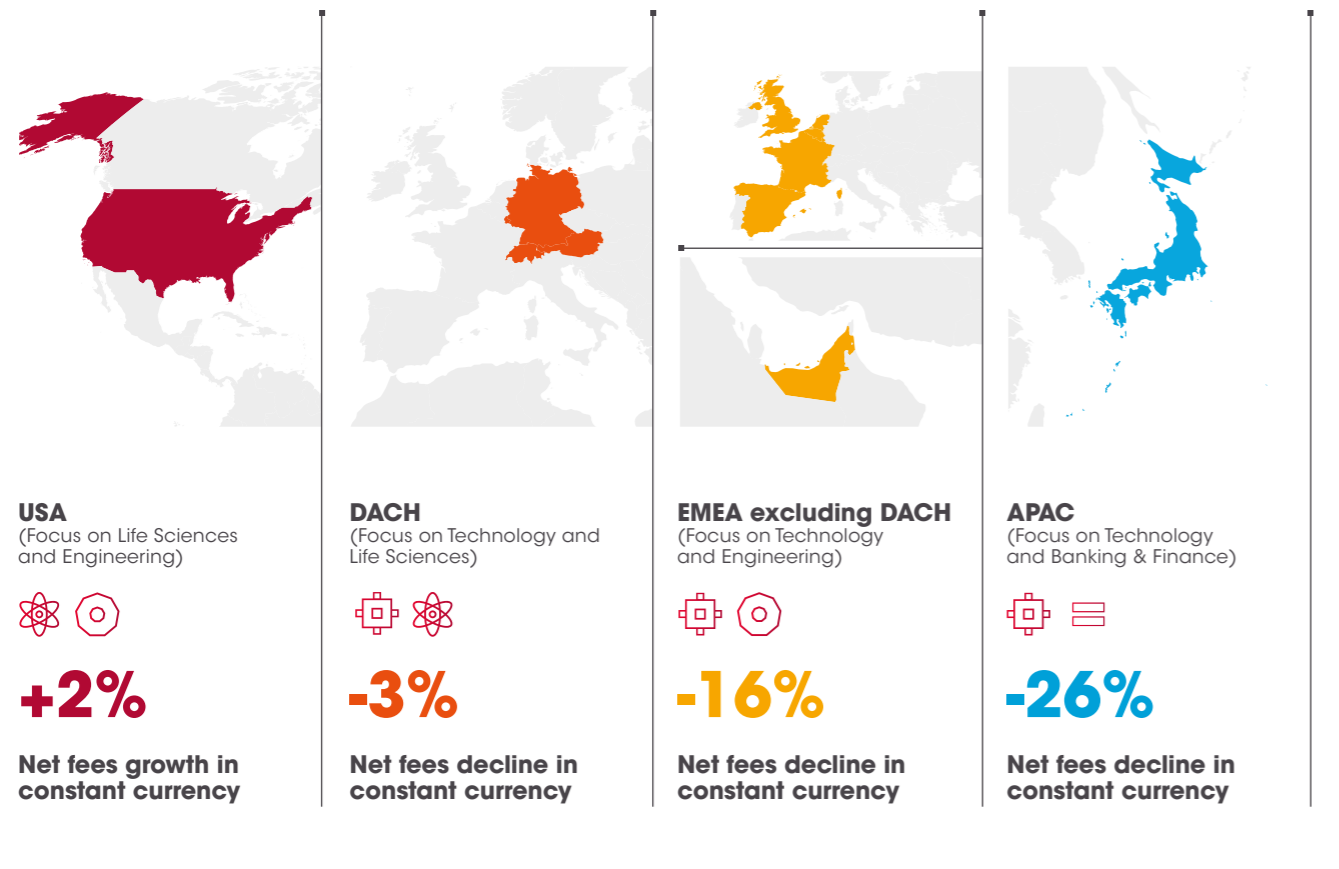 USA
(Focus on Life Sciences
and Engineering)
+2%
Net fees growth in
constant currency
DACH
(Focus on Technology and
Life Sciences)
-3%
Net fees decline in
constant currency
EMEA excluding DACH
(Focus on Technology
and Engineering)
-16%
Net fees decline in
constant currency
APAC
(Focus on Technology
and Banking & Finance)
-26%
Net fees decline in
constant currency